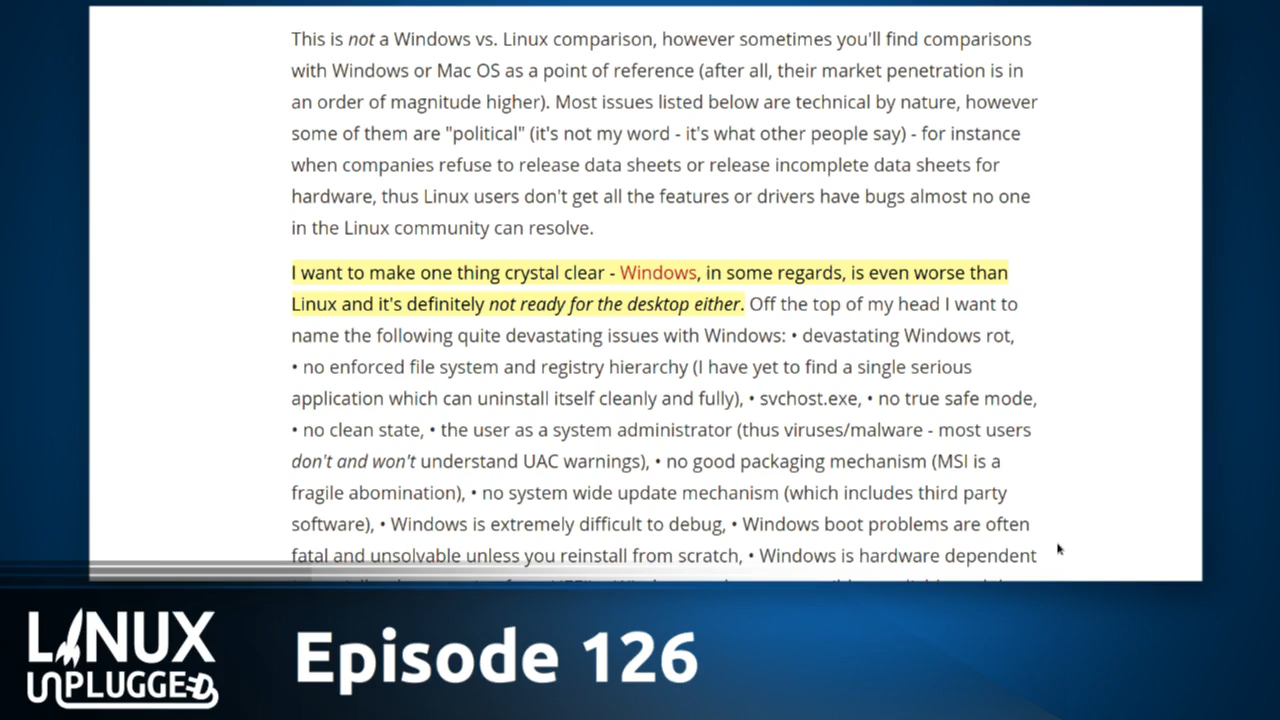 This is not a Windows vs. Linux comparison, however sometimes you'll find comparisons
with Windows or Mac OS as a point of reference (after all, their market penetration is in
an order of magnitude higher). Most issues listed below are technical by nature, however
some of them are "political" (it's not my word - it's what other people say) - for instance
when companies refuse to release data sheets or release incomplete data sheets for
hardware, thus Linux users don't get all the features or drivers have bugs almost no one
in the Linux community can resolve.
I want to make one thing crystal clear - Windows, in some regards, is even worse than
Linux and it's definitely not ready for the desktop either. Off the top of my head I want to
name the following quite devastating issues with Windows: • devastating Windows rot,
• no enforced file system and registry hierarchy (I have yet to find a single serious
application which can uninstall itself cleanly and fully), • svchost.exe, • no true safe mode,
• no clean state, • the user as a system administrator (thus viruses/malware - most users
don't and won't understand UAC warnings), • no good packaging mechanism (MSI is a
fragile abomination), • no system wide update mechanism (which includes third party
software), • Windows is extremely difficult to debug, • Windows boot problems are often
fatal and unsolvable unless you reinstall from scratch, • Windows is hardware dependent
LINUX
UNPLUGGED
Episode 126